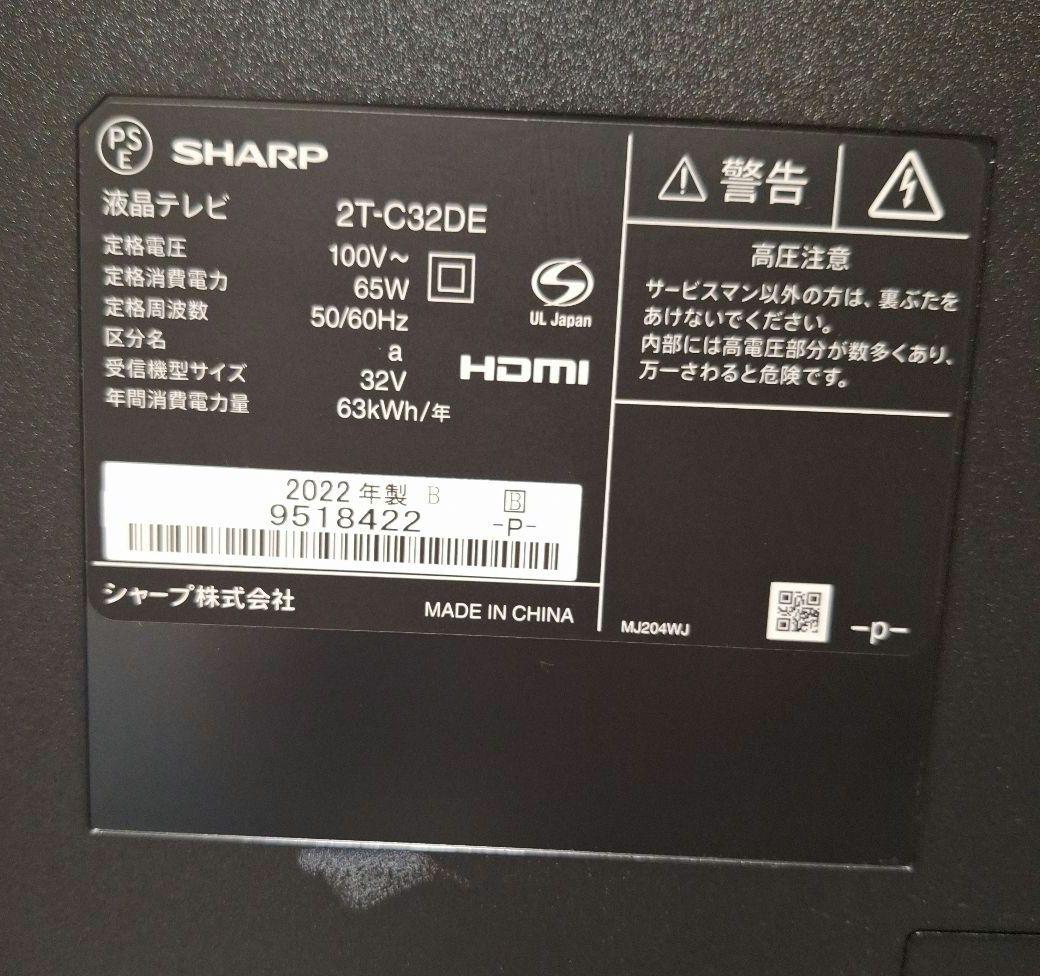 PSE
SHARP
液晶テレビ 2T-C32DE
定格電圧 100V～
定格消費電力 65W
定格周波数 50/60Hz
区分名 a
受信機型サイズ 32V
年間消費電力量 63kWh/年
UL Japan
HDMI
2022 年製 B B
9518422 -P-
シャープ株式会社 MADE IN CHINA
警告
高圧注意
サービスマン以外の方は、裏ぶたを
あけないでください。
内部には高電圧部分が数多くあり、
万一さわると危険です。
MJ204WJ -p-